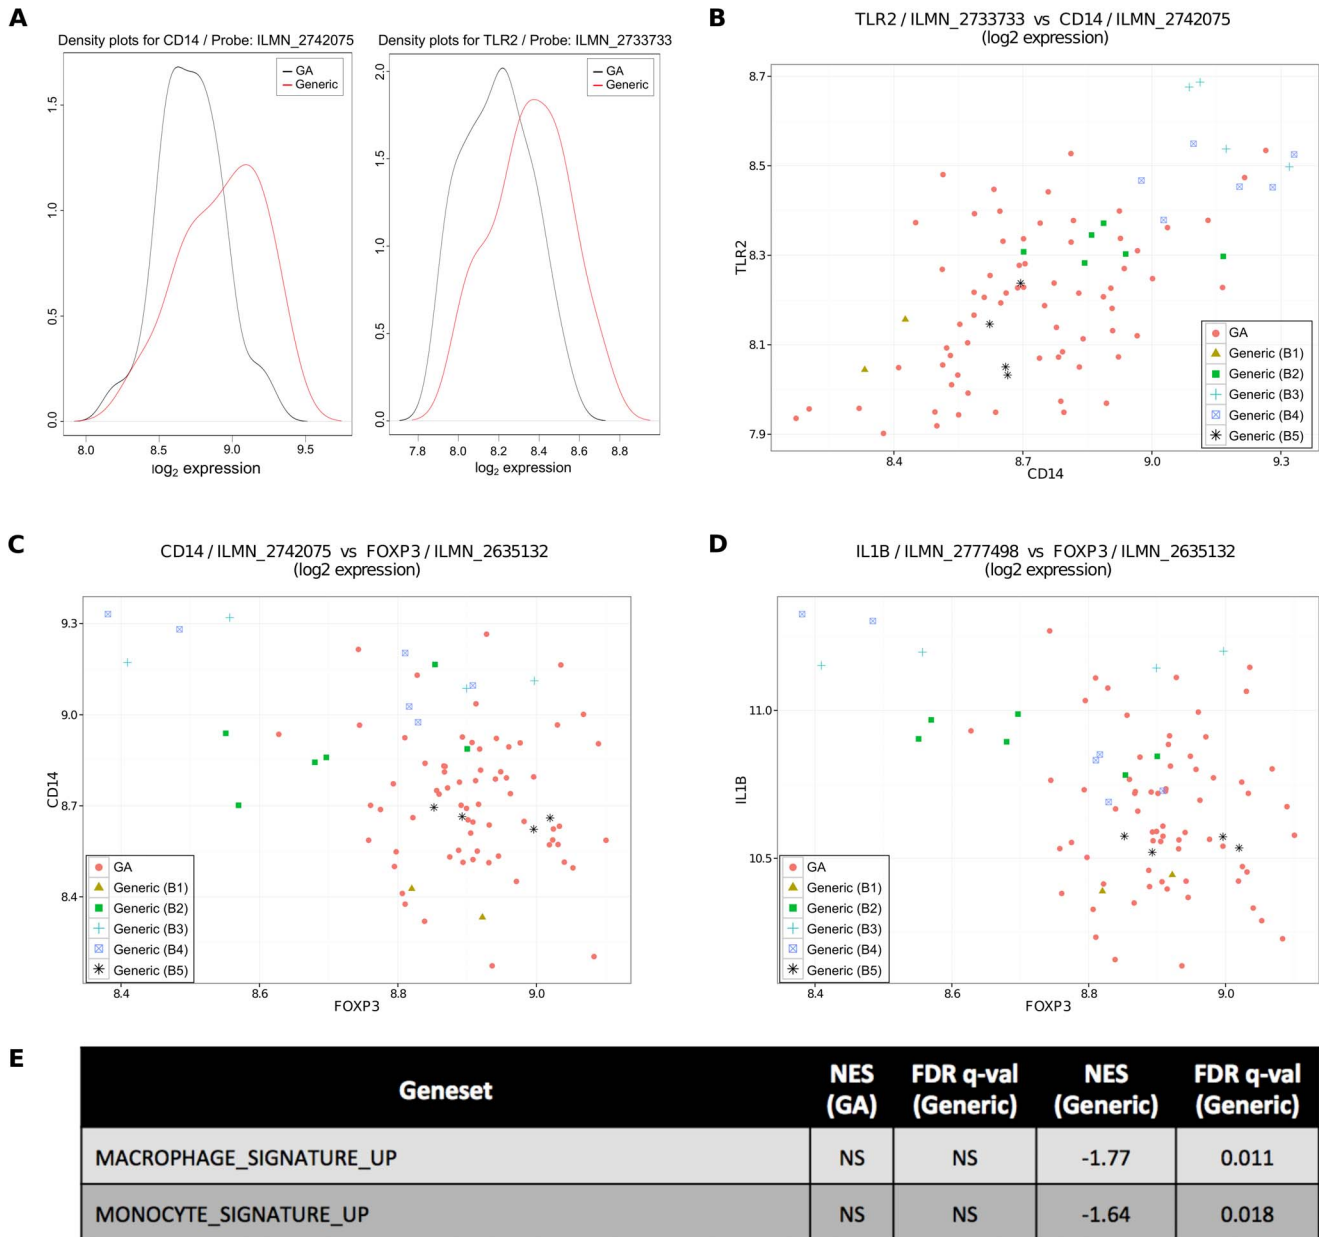 A
Density plots for CD14 / Probe: ILMN_2742075
GA
Generic
0.0
0.5
1.0
1.5
8.0
8.5
9.0
9.5
log2 expression
Density plots for TLR2 / Probe: ILMN_2733733
GA
Generic
0.0
0.5
1.0
1.5
2.0
7.8
8.0
8.2
8.4
8.6
8.8
log2 expression
B
TLR2 / ILMN_2733733 vs CD14 / ILMN_2742075
(log2 expression)
8.7
8.5
8.3
8.1
7.9
TLR2
8.4
8.7
9.0
9.3
CD14
GA
Generic (B1)
Generic (B2)
Generic (B3)
Generic (B4)
Generic (B5)
C
CD14 / ILMN_2742075 vs FOXP3 / ILMN_2635132
(log2 expression)
9.3
9.0
8.7
8.4
CD14
GA
Generic (B1)
Generic (B2)
Generic (B3)
Generic (B4)
Generic (B5)
8.4
8.6
8.8
9.0
FOXP3
D
IL1B / ILMN_2777498 vs FOXP3 / ILMN_2635132
(log2 expression)
11.0
10.5
IL1B
GA
Generic (B1)
Generic (B2)
Generic (B3)
Generic (B4)
Generic (B5)
8.4
8.6
8.8
9.0
FOXP3
E
Geneset NES (GA) FDR q-val (Generic) NES (Generic) FDR q-val (Generic)
MACROPHAGE_SIGNATURE_UP NS NS -1.77 0.011
MONOCYTE_SIGNATURE_UP NS NS -1.64 0.018